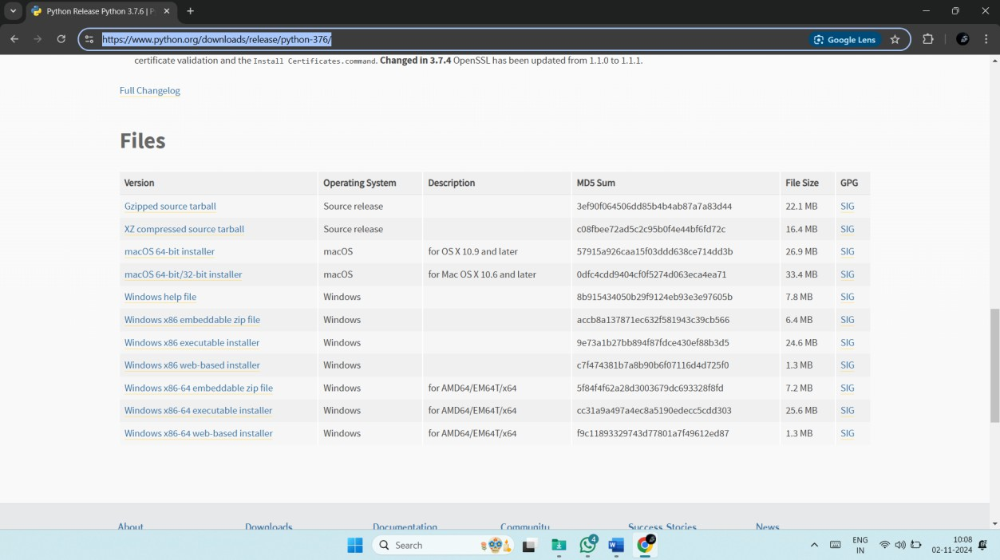 Python Release Python 3.7.6 | P
https://www.python.org/downloads/release/python-376/
Google Lens
certificate validation and the Install Certificates.command. Changed in 3.7.4 OpenSSL has been updated from 1.1.0 to 1.1.1.
Full Changelog
Files
Version Operating System Description MD5 Sum File Size GPG
Gzipped source tarball Source release 3ef90f064506dd85b4b4ab87a7a83d44 22.1 MB SIG
XZ compressed source tarball Source release c08fbee72ad5c2c95b0f4e44bf6fd72c 16.4 MB SIG
macOS 64-bit installer macOS for OS X 10.9 and later 57915a926caa15f03ddd638ce714dd3b 26.9 MB SIG
macOS 64-bit/32-bit installer macOS for Mac OS X 10.6 and later 0dfc4cdd9404cf0f5274d063eca4ea71 33.4 MB SIG
Windows help file Windows 8b915434050b29f9124eb93e3e97605b 7.8 MB SIG
Windows x86 embeddable zip file Windows accb8a137871ec632f581943c39cb566 6.4 MB SIG
Windows x86 executable installer Windows 9e73a1b27bb894f87fdce430ef88b3d5 24.6 MB SIG
Windows x86 web-based installer Windows c7f474381b7a8b90b6f07116d4d725f0 1.3 MB SIG
Windows x86-64 embeddable zip file Windows for AMD64/EM64T/x64 5f84f4f62a28d3003679dc693328f8fd 7.2 MB SIG
Windows x86-64 executable installer Windows for AMD64/EM64T/x64 cc31a9a497a4ec8a5190edecc5cdd303 25.6 MB SIG
Windows x86-64 web-based installer Windows for AMD64/EM64T/x64 f9c11893329743d77801a7f49612ed87 1.3 MB SIG
About Downloads Documentation Community Success Stories News
Search 4 ENG IN 10:08 02-11-2024